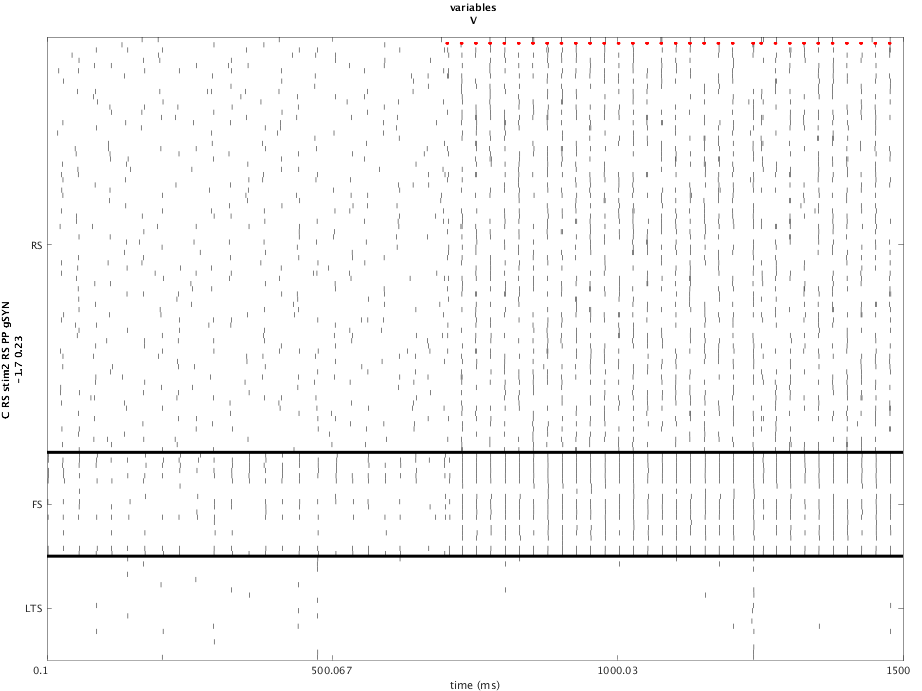 variables
V
RS
FS
LTS
C RS stim2 RS PP gSYN
-1.7 0.23
0.1
500.067
1000.03
1500
time (ms)